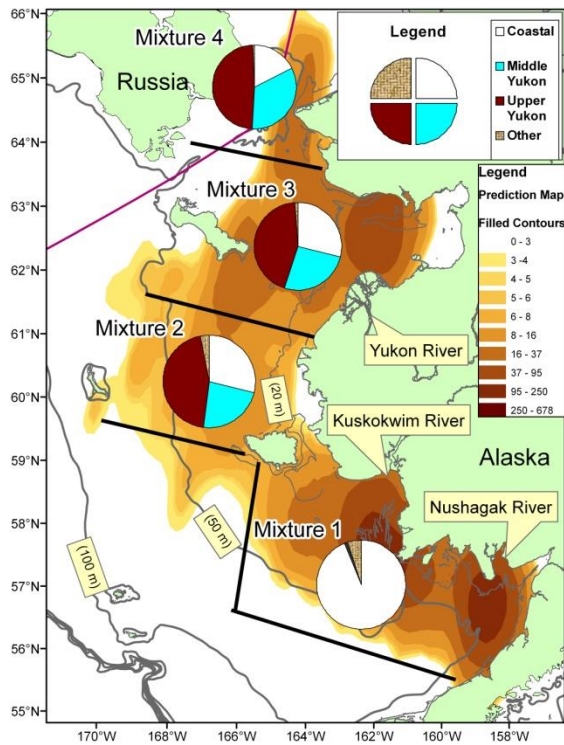 66°N
65°N
64°N
63°N
62°N
61°N
60°N
59°N
58°N
57°N
56°N
55°N
Mixture 4
Russia
Mixture 3
Mixture 2
Mixture 1
Legend
Coastal
Middle
Yukon
Upper
Yukon
Other
Legend
Prediction Map
Filled Contours
0 - 3
3-4
4 - 5
5 - 6
6 - 8
8 - 16
16 - 37
37 - 95
95 - 250
250 - 678
Yukon River
(20 m)
Kuskokwim River
Alaska
Nushagak River
(50 m)
(100 m)
170°W
168°W
166°W
164°W
162°W
160°W
158°W